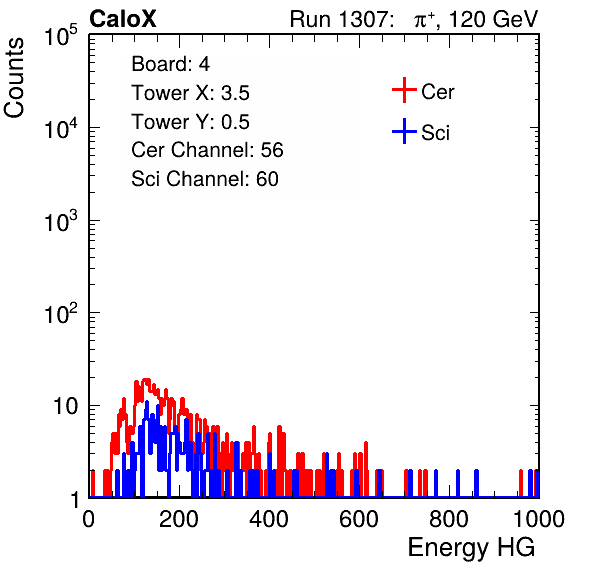 CaloX Run 1307: π⁺, 120 GeV
Counts
Board: 4
Tower X: 3.5
Tower Y: 0.5
Cer Channel: 56
Sci Channel: 60
Cer
Sci
10⁵
10⁴
10³
10²
10
1
0 200 400 600 800 1000
Energy HG